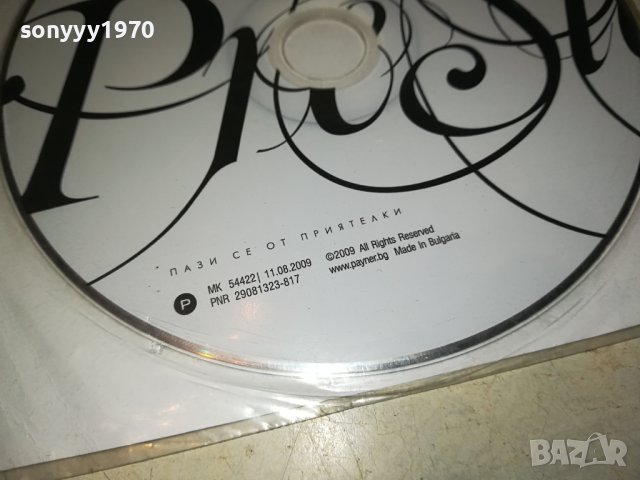 sonyyy1970
ПАЗИ СЕ ОТ ПРИЯТЕЛКИ
P MK 54422 | 11.08.2009 ©2009 All Rights Reserved
PNR 29081323-817 www.payner.bg Made in Bulgaria
BAZAR